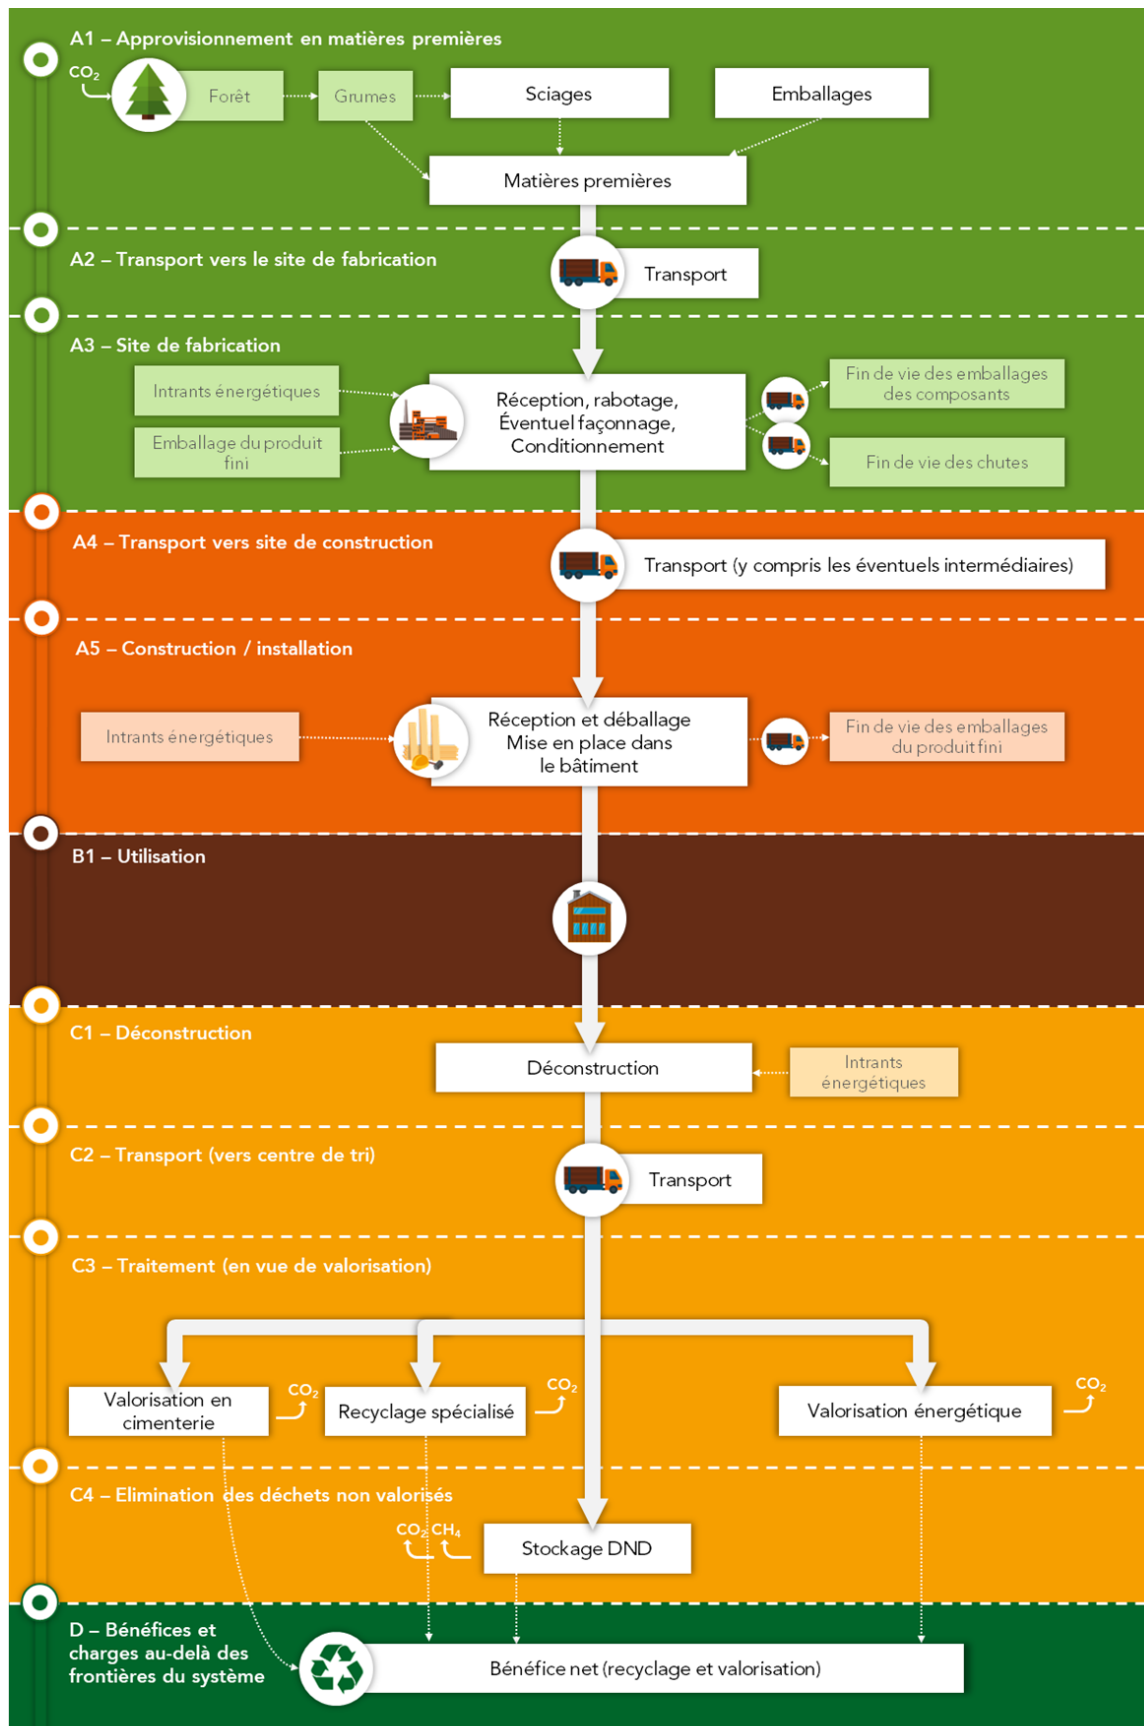 A1 – Approvisionnement en matières premières
CO₂
Forêt
Grumes
Sciages
Emballages
Matières premières
A2 – Transport vers le site de fabrication
Transport
A3 – Site de fabrication
Intrants énergétiques
Emballage du produit
fini
Réception, rabotage,
Éventuel façonnage,
Conditionnement
Fin de vie des emballages
des composants
Fin de vie des chutes
A4 – Transport vers site de construction
Transport (y compris les éventuels intermédiaires)
A5 – Construction / installation
Intrants énergétiques
Réception et déballage
Mise en place dans
le bâtiment
Fin de vie des emballages
du produit fini
B1 – Utilisation
C1 – Déconstruction
Déconstruction
Intrants
énergétiques
C2 – Transport (vers centre de tri)
Transport
C3 – Traitement (en vue de valorisation)
Valorisation en
cimenterie
CO₂
Recyclage spécialisé
CO₂
Valorisation énergétique
CO₂
C4 – Elimination des déchets non valorisés
CO₂ CH₄
Stockage DND
D – Bénéfices et
charges au-delà des
frontières du système
Bénéfice net (recyclage et valorisation)